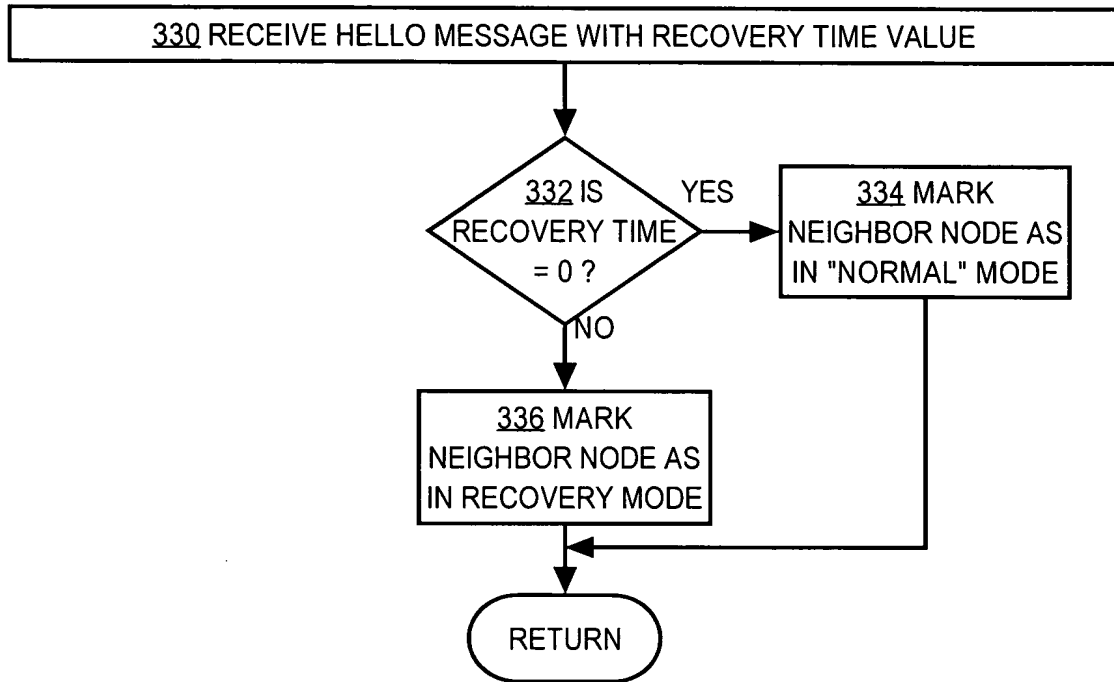 330 RECEIVE HELLO MESSAGE WITH RECOVERY TIME VALUE
332 IS
RECOVERY TIME
= 0 ?
YES
334 MARK
NEIGHBOR NODE AS
IN "NORMAL" MODE
NO
336 MARK
NEIGHBOR NODE AS
IN RECOVERY MODE
RETURN